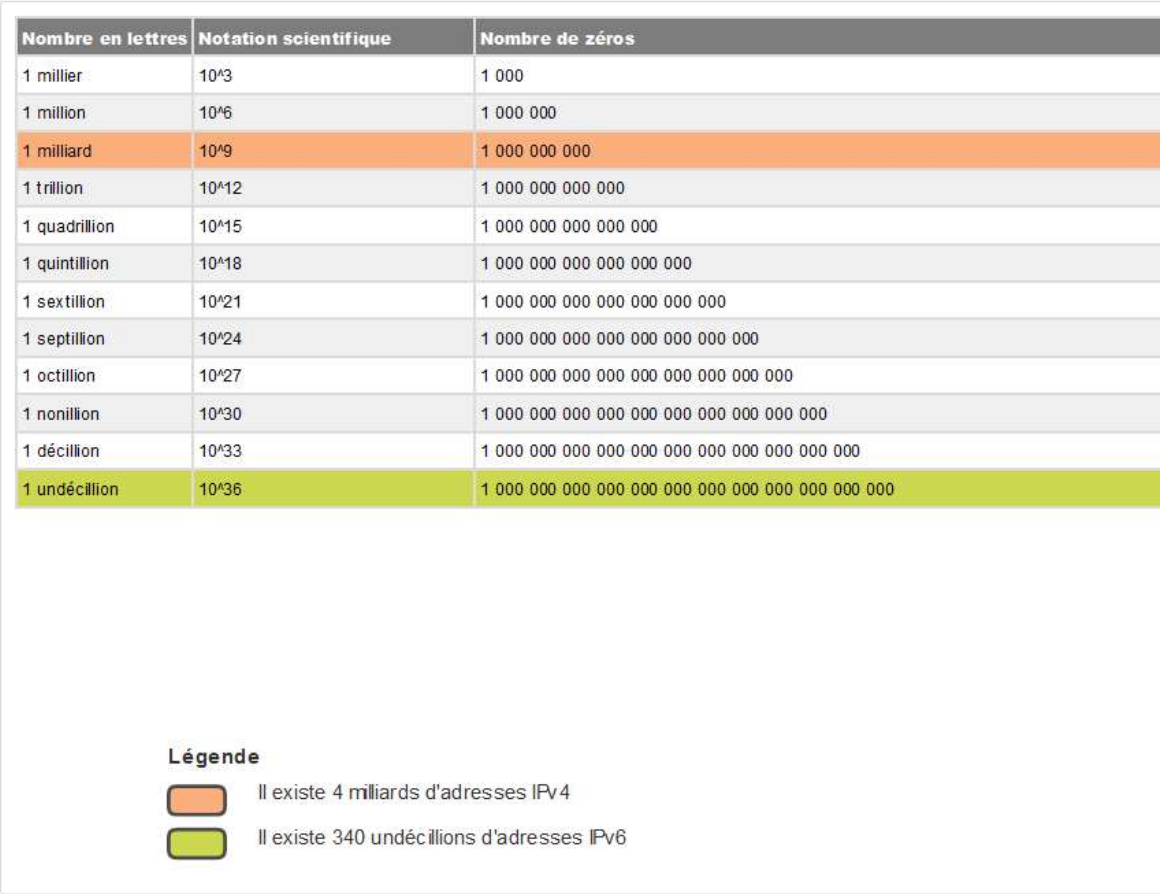 Nombre en lettres Notation scientifique Nombre de zéros
1 millier 10^3 1 000
1 million 10^6 1 000 000
1 milliard 10^9 1 000 000 000
1 trillion 10^12 1 000 000 000 000
1 quadrillion 10^15 1 000 000 000 000 000
1 quintillion 10^18 1 000 000 000 000 000 000
1 sextillion 10^21 1 000 000 000 000 000 000 000
1 septillion 10^24 1 000 000 000 000 000 000 000 000
1 octillion 10^27 1 000 000 000 000 000 000 000 000 000
1 nonillion 10^30 1 000 000 000 000 000 000 000 000 000 000
1 décillion 10^33 1 000 000 000 000 000 000 000 000 000 000 000
1 undécillion 10^36 1 000 000 000 000 000 000 000 000 000 000 000 000
Légende
Il existe 4 milliards d'adresses IPv4
Il existe 340 undécillions d'adresses IPv6